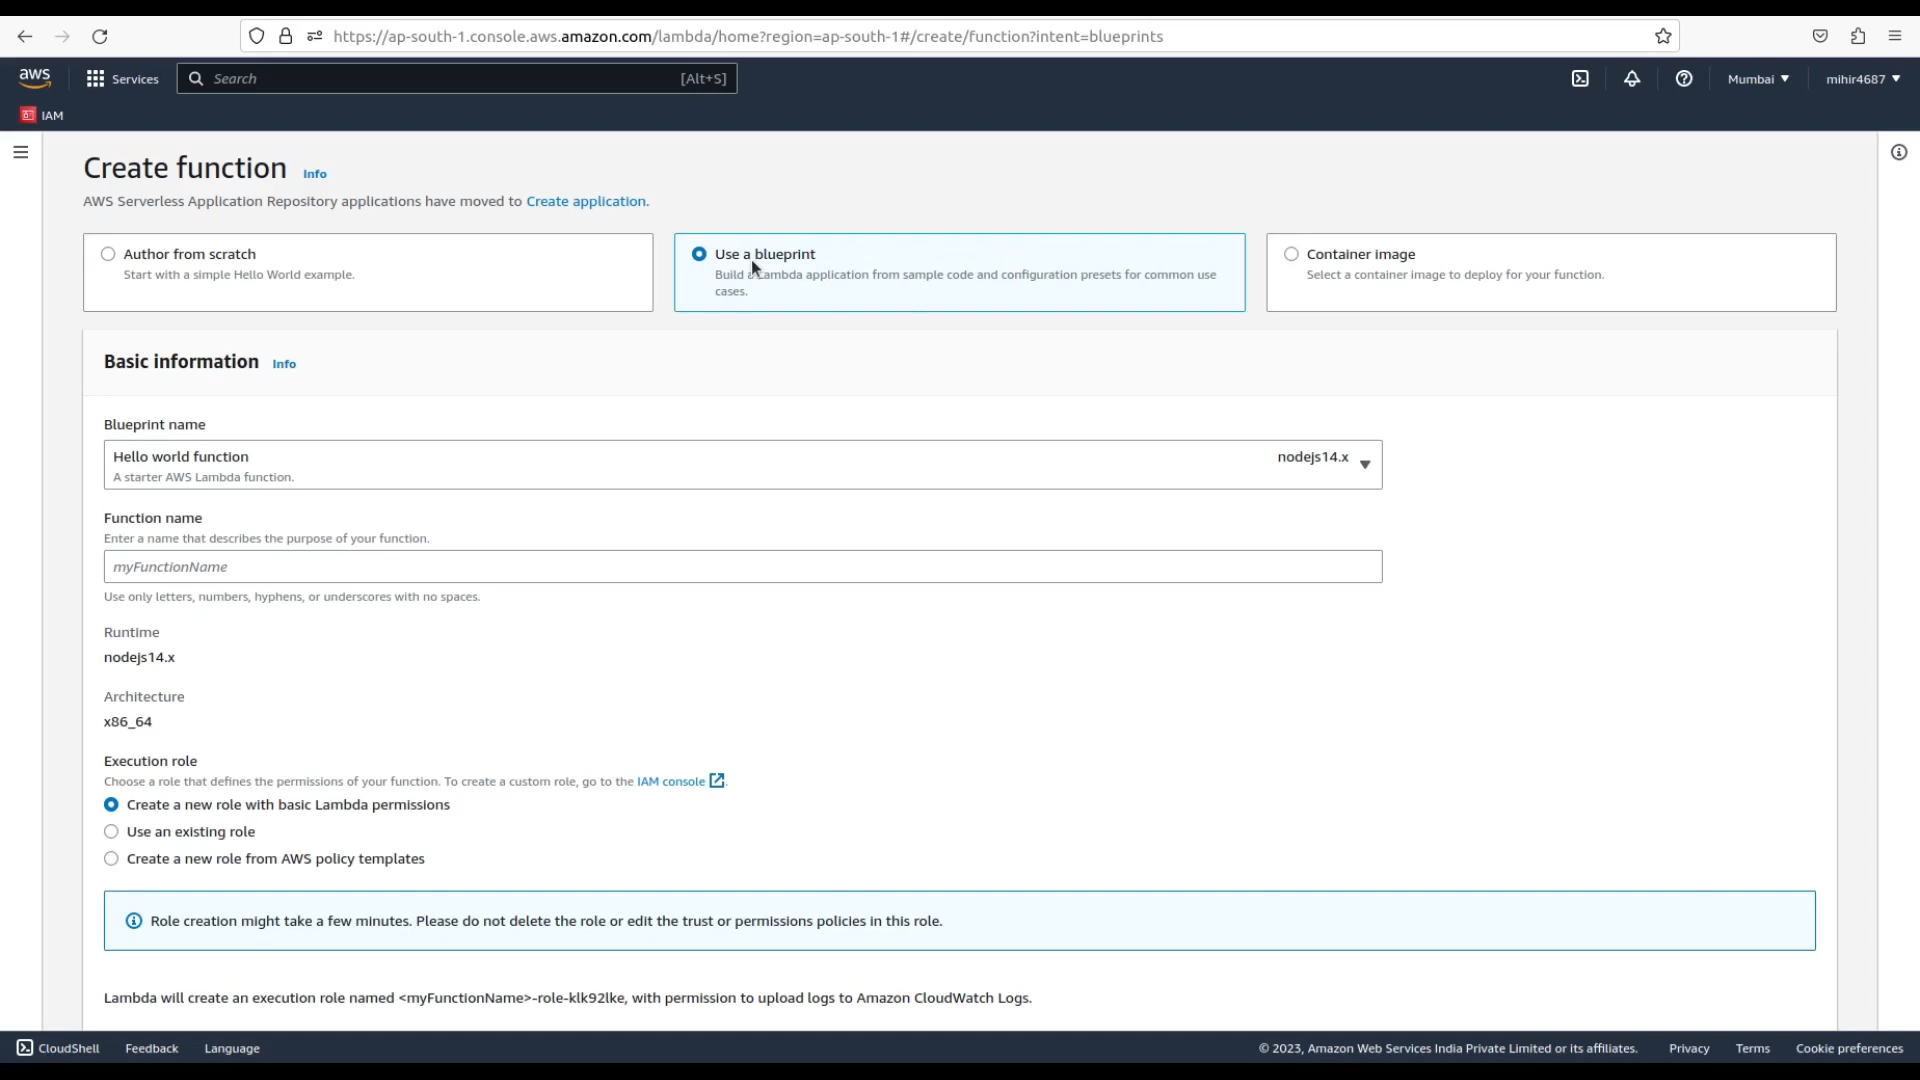 https://ap-south-1.console.aws.amazon.com/lambda/home?region=ap-south-1#/create/function?intent=blueprints
aws
Services
Search
[Alt+S]
Mumbai
mihir4687
IAM
Create function
Info
AWS Serverless Application Repository applications have moved to Create application.
Author from scratch
Start with a simple Hello World example.
Use a blueprint
Build a Lambda application from sample code and configuration presets for common use
cases.
Container image
Select a container image to deploy for your function.
Basic information
Info
Blueprint name
Hello world function
nodejs14.x
A starter AWS Lambda function.
Function name
Enter a name that describes the purpose of your function.
myFunctionName
Use only letters, numbers, hyphens, or underscores with no spaces.
Runtime
nodejs14.x
Architecture
x86_64
Execution role
Choose a role that defines the permissions of your function. To create a custom role, go to the IAM console.
Create a new role with basic Lambda permissions
Use an existing role
Create a new role from AWS policy templates
Role creation might take a few minutes. Please do not delete the role or edit the trust or permissions policies in this role.
Lambda will create an execution role named <myFunctionName>-role-klk92lke, with permission to upload logs to Amazon CloudWatch Logs.
CloudShell
Feedback
Language
© 2023, Amazon Web Services India Private Limited or its affiliates.
Privacy
Terms
Cookie preferences